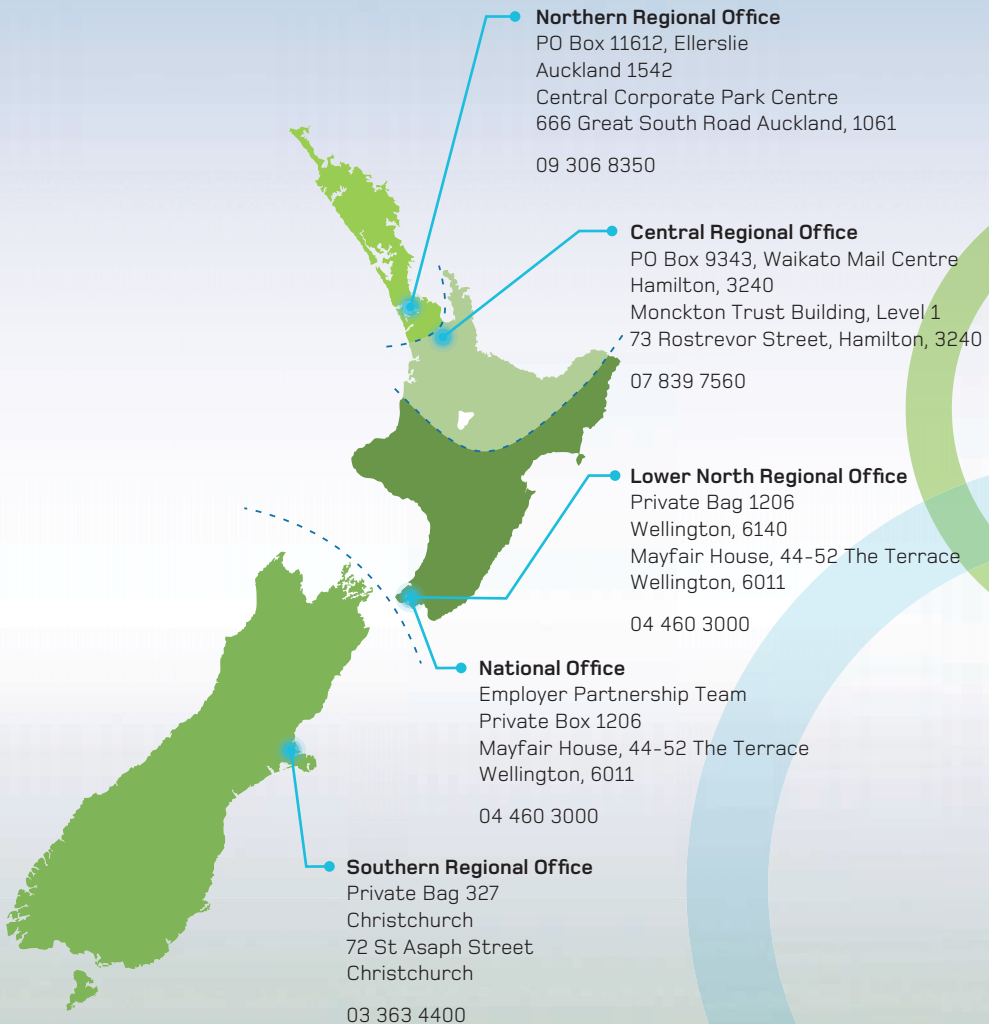 Northern Regional Office
PO Box 11612, Ellerslie
Auckland 1542
Central Corporate Park Centre
666 Great South Road Auckland, 1061
09 306 8350
Central Regional Office
PO Box 9343, Waikato Mail Centre
Hamilton, 3240
Monckton Trust Building, Level 1
73 Rostrevor Street, Hamilton, 3240
07 839 7560
Lower North Regional Office
Private Bag 1206
Wellington, 6140
Mayfair House, 44-52 The Terrace
Wellington, 6011
04 460 3000
National Office
Employer Partnership Team
Private Box 1206
Mayfair House, 44-52 The Terrace
Wellington, 6011
04 460 3000
Southern Regional Office
Private Bag 327
Christchurch
72 St Asaph Street
Christchurch
03 363 4400